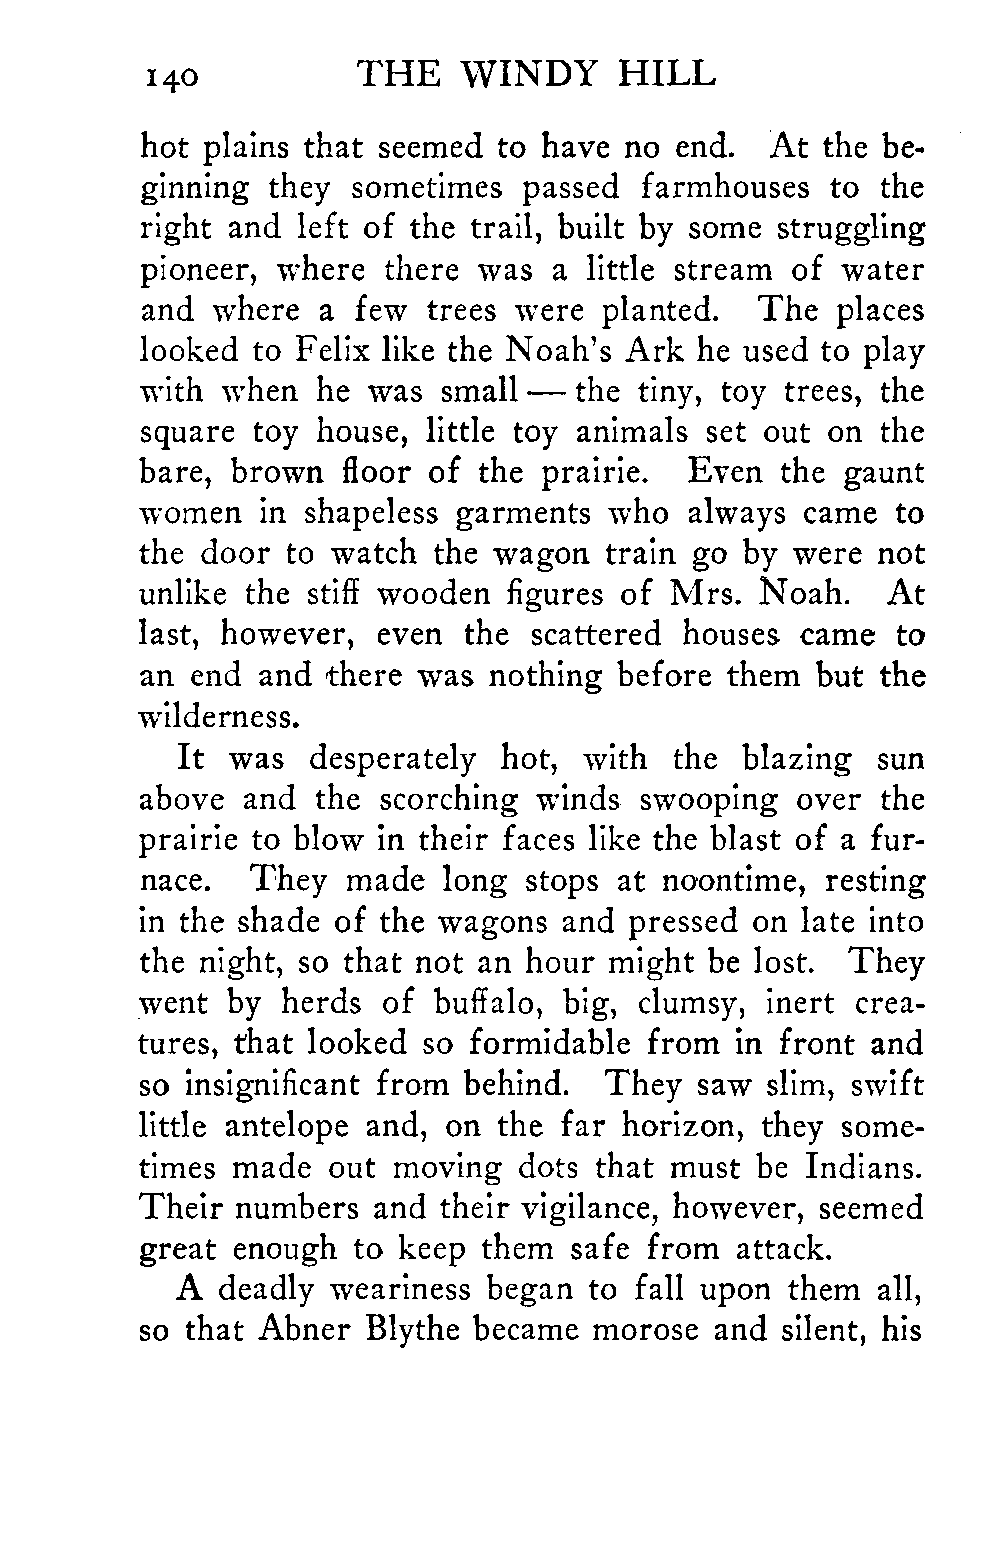 140 THE WINDY HILL
hot plains that seemed to have no end. At the be-
ginning they sometimes passed farmhouses to the
right and left of the trail, built by some struggling
pioneer, where there was a little stream of water
and where a few trees were planted. The places
looked to Felix like the Noah's Ark he used to play
with when he was small — the tiny, toy trees, the
square toy house, little toy animals set out on the
bare, brown floor of the prairie. Even the gaunt
women in shapeless garments who always came to
the door to watch the wagon train go by were not
unlike the stiff wooden figures of Mrs. Noah. At
last, however, even the scattered houses came to
an end and there was nothing before them but the
wilderness.
It was desperately hot, with the blazing sun
above and the scorching winds swooping over the
prairie to blow in their faces like the blast of a fur-
nace. They made long stops at noontime, resting
in the shade of the wagons and pressed on late into
the night, so that not an hour might be lost. They
went by herds of buffalo, big, clumsy, inert crea-
tures, that looked so formidable from in front and
so insignificant from behind. They saw slim, swift
little antelope and, on the far horizon, they some-
times made out moving dots that must be Indians.
Their numbers and their vigilance, however, seemed
great enough to keep them safe from attack.
A deadly weariness began to fall upon them all,
so that Abner Blythe became morose and silent, his